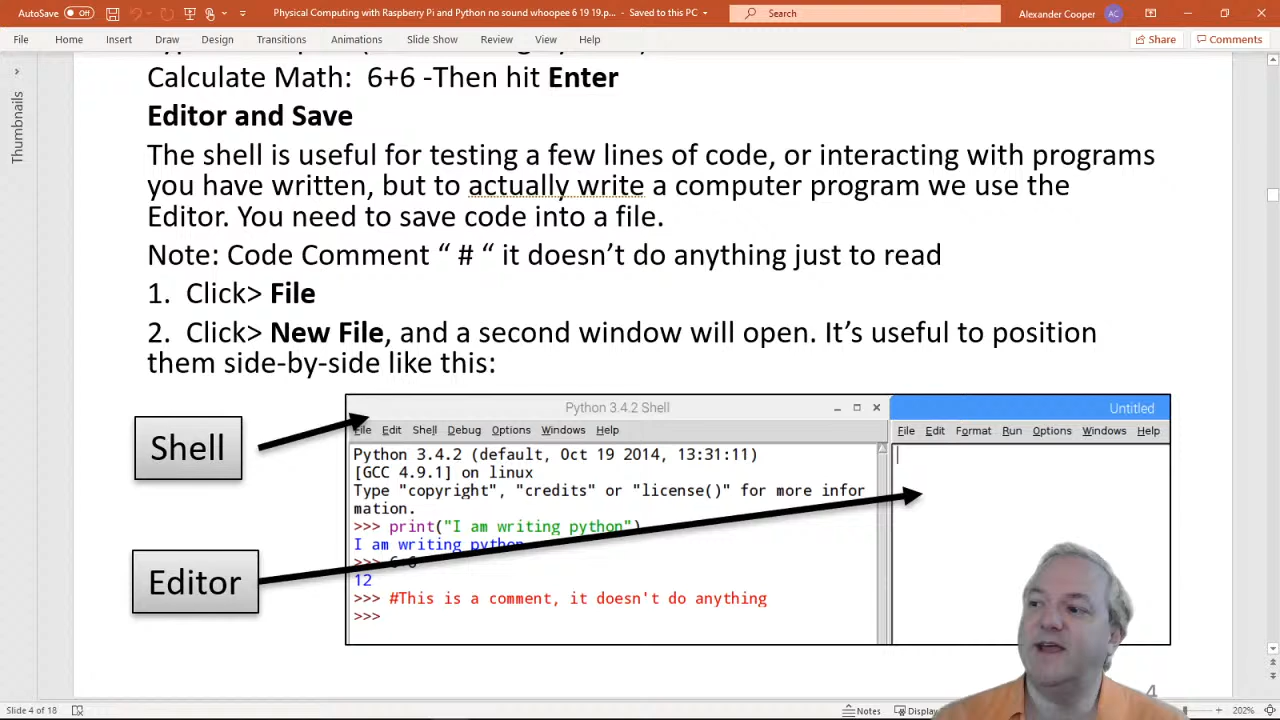 AutoSave Off Physical Computing with Raspberry Pi and Python no sound whoopee 6 19 19.p... - Saved to this PC Search Alexander Cooper AC
File Home Insert Draw Design Transitions Animations Slide Show Review View Help Share Comments
Thumbnails
Calculate Math: 6+6 -Then hit Enter
Editor and Save
The shell is useful for testing a few lines of code, or interacting with programs
you have written, but to actually write a computer program we use the
Editor. You need to save code into a file.
Note: Code Comment “ # “ it doesn’t do anything just to read
1. Click> File
2. Click> New File, and a second window will open. It’s useful to position
them side-by-side like this:
Shell
Editor
Python 3.4.2 Shell
File Edit Shell Debug Options Windows Help
Python 3.4.2 (default, Oct 19 2014, 13:31:11)
[GCC 4.9.1] on linux
Type "copyright", "credits" or "license()" for more infor
mation.
>>> print("I am writing python")
I am writing python
>>> 6+6
12
>>> #This is a comment, it doesn't do anything
>>>
Untitled
File Edit Format Run Options Windows Help
4
Slide 4 of 18 Notes Display 202%